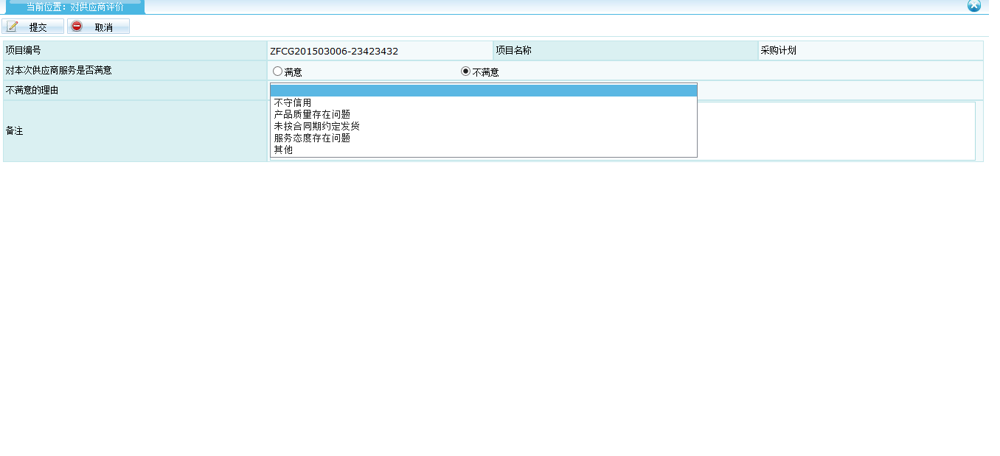 当前位置：对供应商评价
提交 取消
项目编号 ZFCG201503006-23423432 项目名称 采购计划
对本次供应商服务是否满意 满意 不满意
不满意的理由
不守信用
产品质量存在问题
未按合同期约定发货
服务态度存在问题
其他
备注